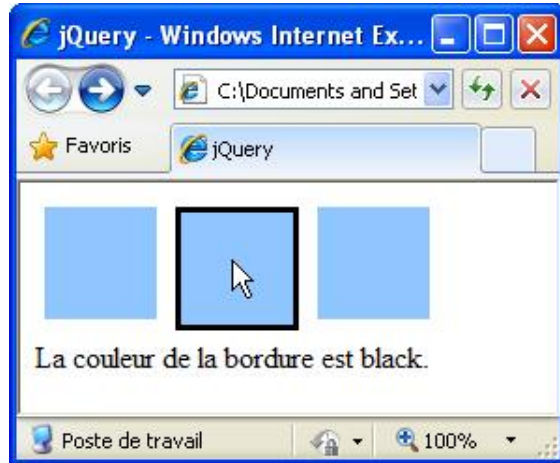 jQuery - Windows Internet Ex...
C:\Documents and Set
Favoris
jQuery
La couleur de la bordure est black.
Poste de travail
100%